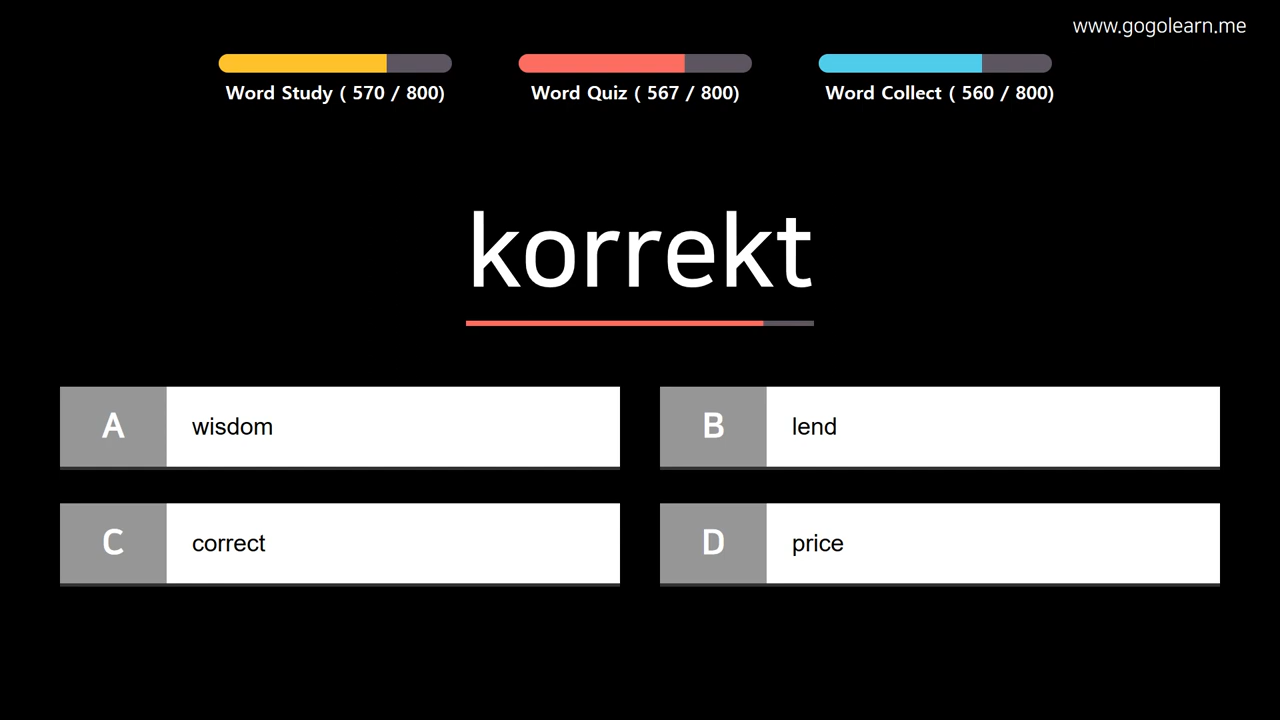 www.gogolearn.me
Word Study ( 570 / 800)
Word Quiz ( 567 / 800)
Word Collect ( 560 / 800)
korrekt
A wisdom
B lend
C correct
D price